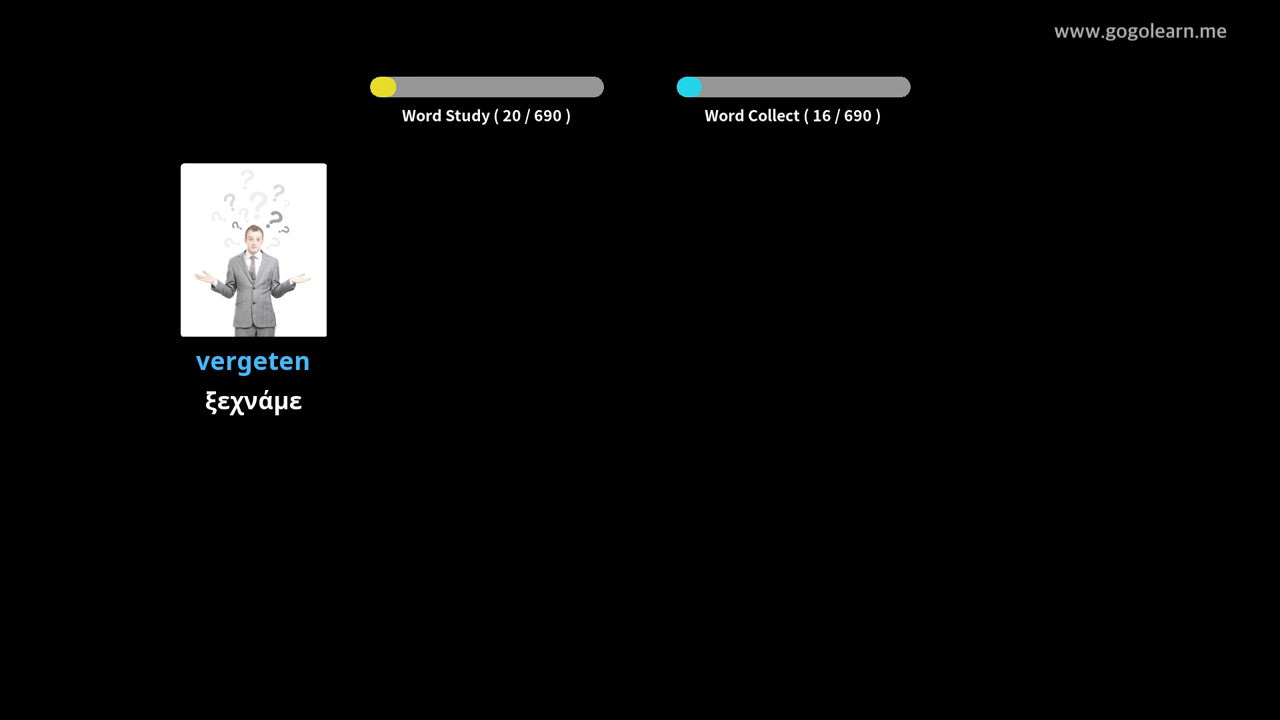 www.gogolearn.me
Word Study ( 20 / 690 )
Word Collect ( 16 / 690 )
vergeten
ξεχνάμε